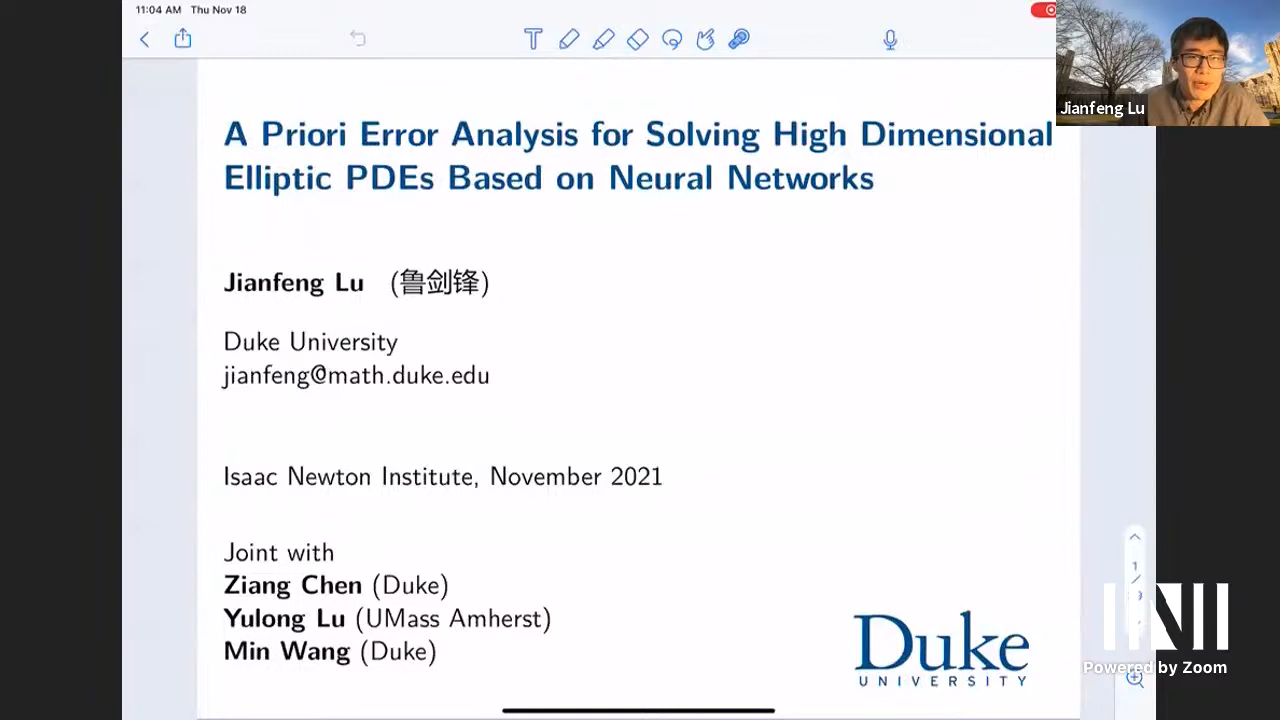 11:04 AM Thu Nov 18
Jianfeng Lu
A Priori Error Analysis for Solving High Dimensional
Elliptic PDEs Based on Neural Networks
Jianfeng Lu (鲁剑锋)
Duke University
jianfeng@math.duke.edu
Isaac Newton Institute, November 2021
Joint with
Ziang Chen (Duke)
Yulong Lu (UMass Amherst)
Min Wang (Duke)
Duke
UNIVERSITY
1
/
Powered by Zoom